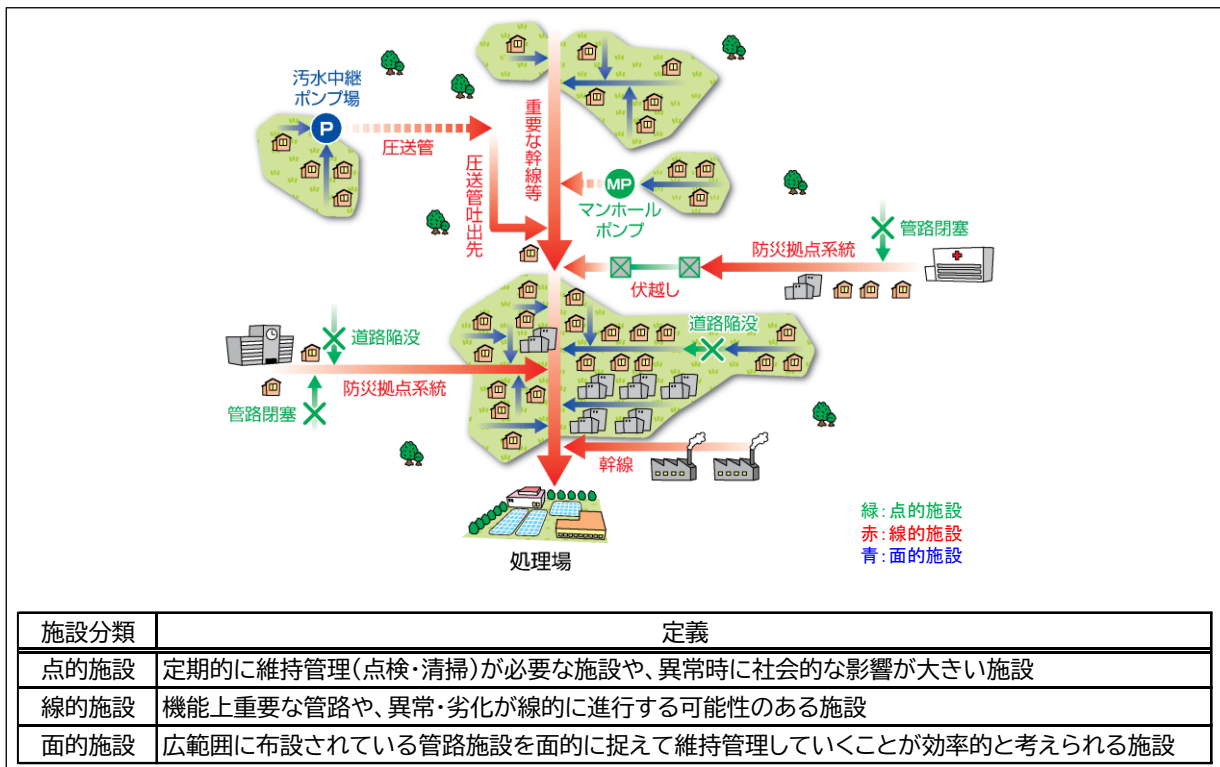 汚水中継
ポンプ場
P
圧送管
圧送管吐出先
重要な幹線等
MP
マンホール
ポンプ
管路閉塞
防災拠点系統
伏越し
道路陥没
道路陥没
防災拠点系統
管路閉塞
幹線
処理場
緑:点的施設
赤:線的施設
青:面的施設
施設分類 定義
点的施設 定期的に維持管理(点検・清掃)が必要な施設や、異常時に社会的な影響が大きい施設
線的施設 機能上重要な管路や、異常・劣化が線的に進行する可能性のある施設
面的施設 広範囲に布設されている管路施設を面的に捉えて維持管理していくことが効率的と考えられる施設